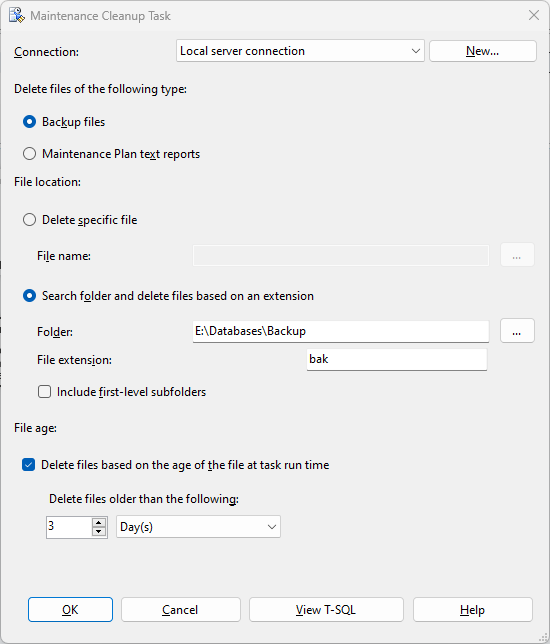 Maintenance Cleanup Task
Connection: Local server connection New...
Delete files of the following type:
Backup files
Maintenance Plan text reports
File location:
Delete specific file
File name: ...
Search folder and delete files based on an extension
Folder: E:\Databases\Backup ...
File extension: bak
Include first-level subfolders
File age:
Delete files based on the age of the file at task run time
Delete files older than the following:
3 Day(s)
OK Cancel View T-SQL Help